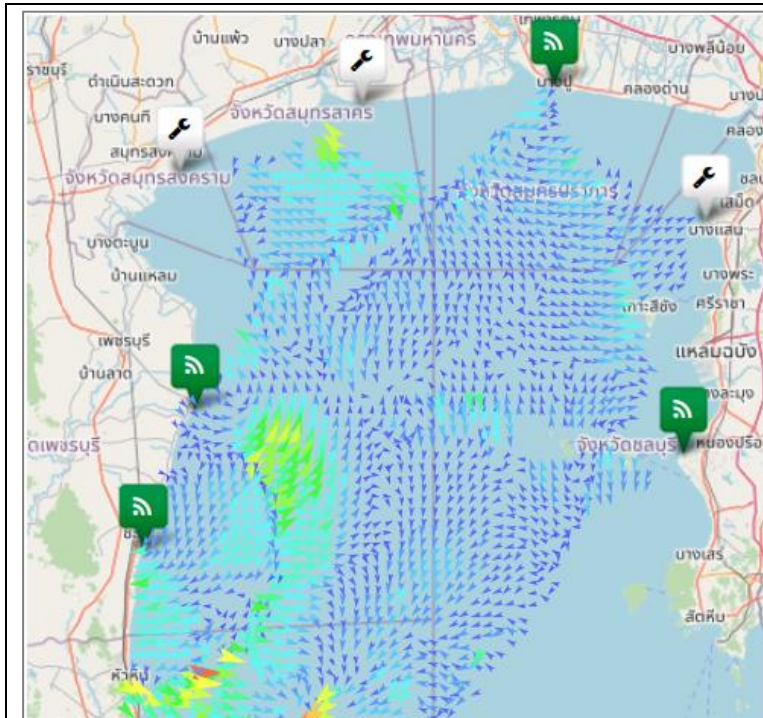 บ้านแพ้ว
บางปลา
กรุงเทพมหานคร
บางพลีน้อย
ราชบุรี
ดำเนินสะดวก
บางปู
คลองด่าน
บางคนที
จังหวัดสมุทรสาคร
คลอง
จังหวัดสมุทรสงคราม
จังหวัดสมุทรปราการ
เสม็ด
บางแสน
บางตะบูน
บ้านแหลม
บางพระ
เกาะสีชัง
ศรีราชา
เพชรบุรี
แหลมฉบัง
บ้านลาด
บางละมุง
ดเพชรบุรี
จังหวัดชลบุรี
หนองปรือ
บางเสร่
สัตหีบ
หัวหิน